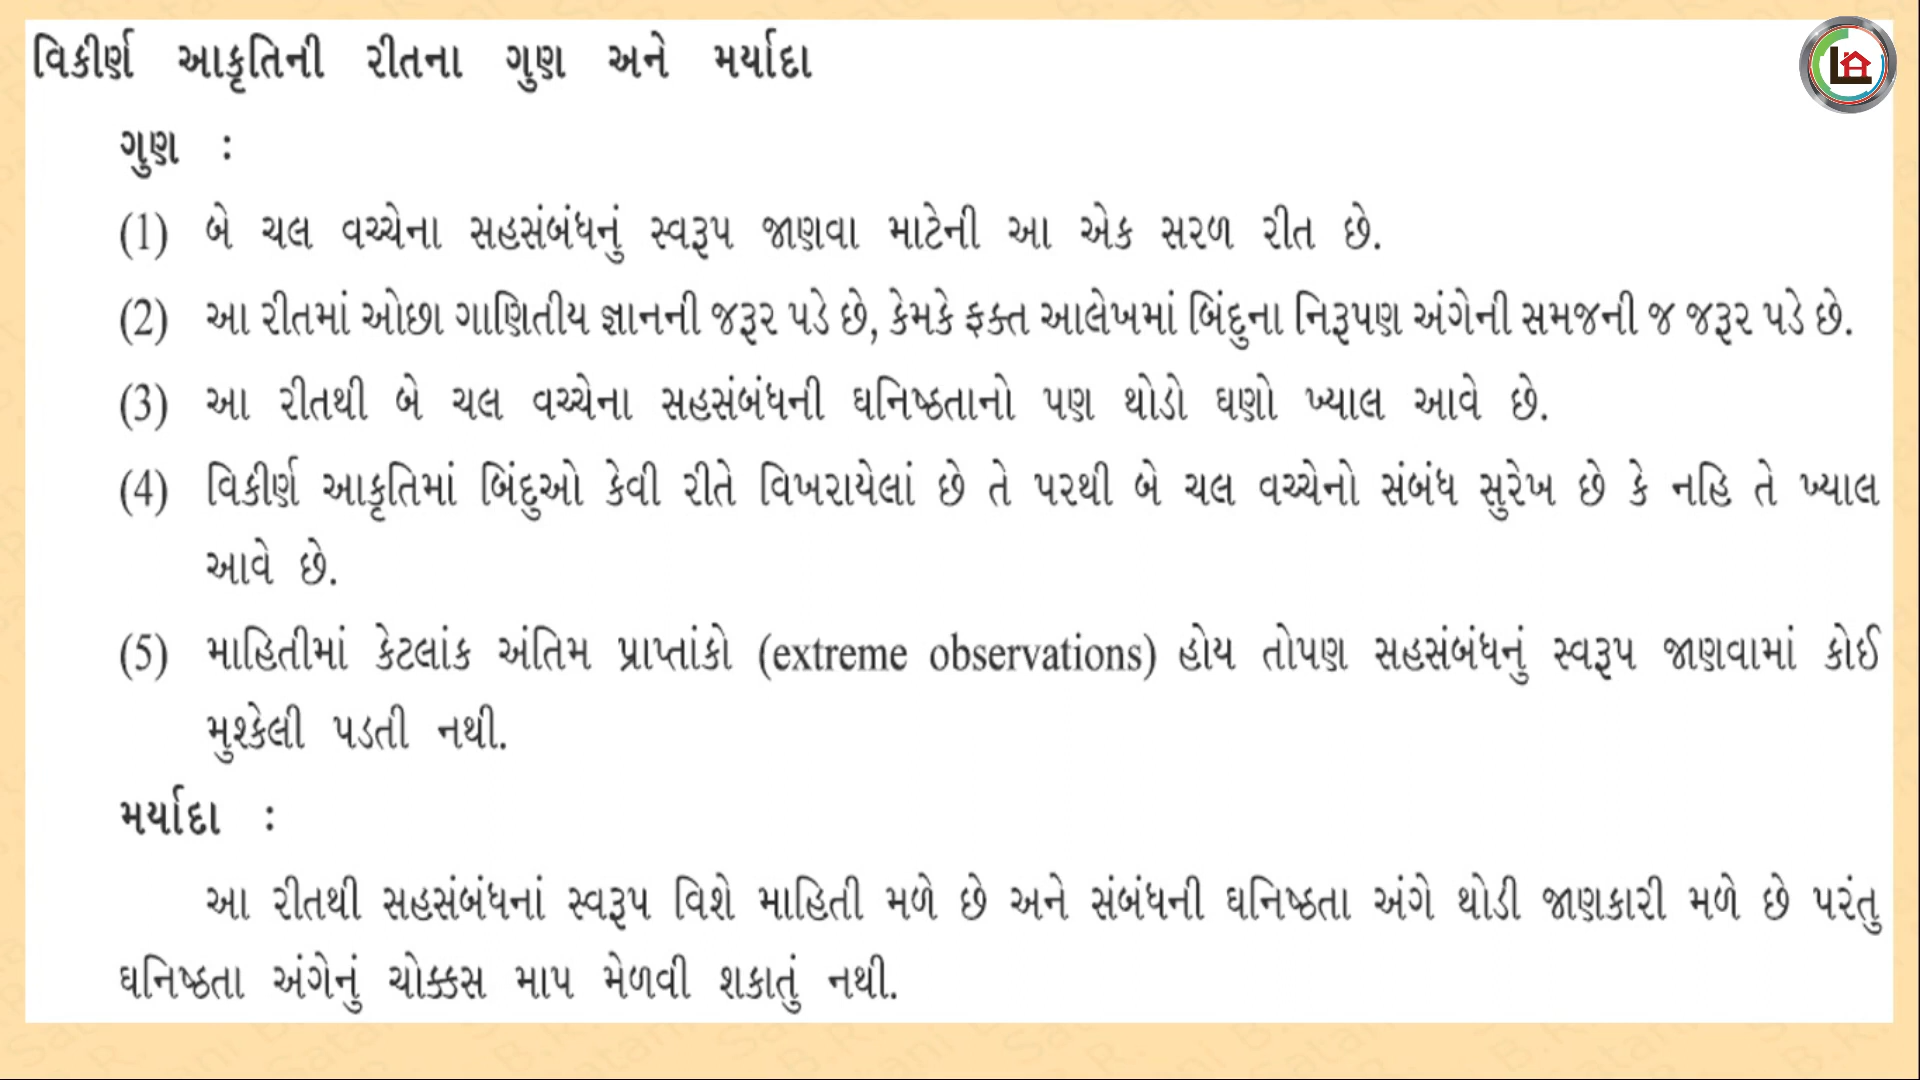 વિકીર્ણ આકૃતિની રીતના ગુણ અને મર્યાદા
ગુણ :
(1) બે ચલ વચ્ચેના સહસંબંધનું સ્વરૂપ જાણવા માટેની આ એક સરળ રીત છે.
(2) આ રીતમાં ઓછા ગાણિતીય જ્ઞાનની જરૂર પડે છે, કેમકે ફક્ત આલેખમાં બિંદુના નિરૂપણ અંગેની સમજની જ જરૂર પડે છે.
(3) આ રીતથી બે ચલ વચ્ચેના સહસંબંધની ઘનિષ્ઠતાનો પણ થોડો ઘણો ખ્યાલ આવે છે.
(4) વિકીર્ણ આકૃતિમાં બિંદુઓ કેવી રીતે વિખરાયેલાં છે તે પરથી બે ચલ વચ્ચેનો સંબંધ સુરેખ છે કે નહિ તે ખ્યાલ
આવે છે.
(5) માહિતીમાં કેટલાંક અંતિમ પ્રાપ્તાંકો (extreme observations) હોય તોપણ સહસંબંધનું સ્વરૂપ જાણવામાં કોઈ
મુશ્કેલી પડતી નથી.
મર્યાદા :
આ રીતથી સહસંબંધનાં સ્વરૂપ વિશે માહિતી મળે છે અને સંબંધની ઘનિષ્ઠતા અંગે થોડી જાણકારી મળે છે પરંતુ
ઘનિષ્ઠતા અંગેનું ચોક્કસ માપ મેળવી શકાતું નથી.